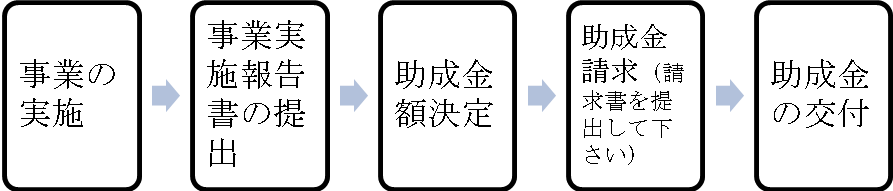 事業の
実施
事業実
施報告
書の提
出
助成金
額決定
助成金
請求（請
求書を提
出して下
さい）
助成金
の交付